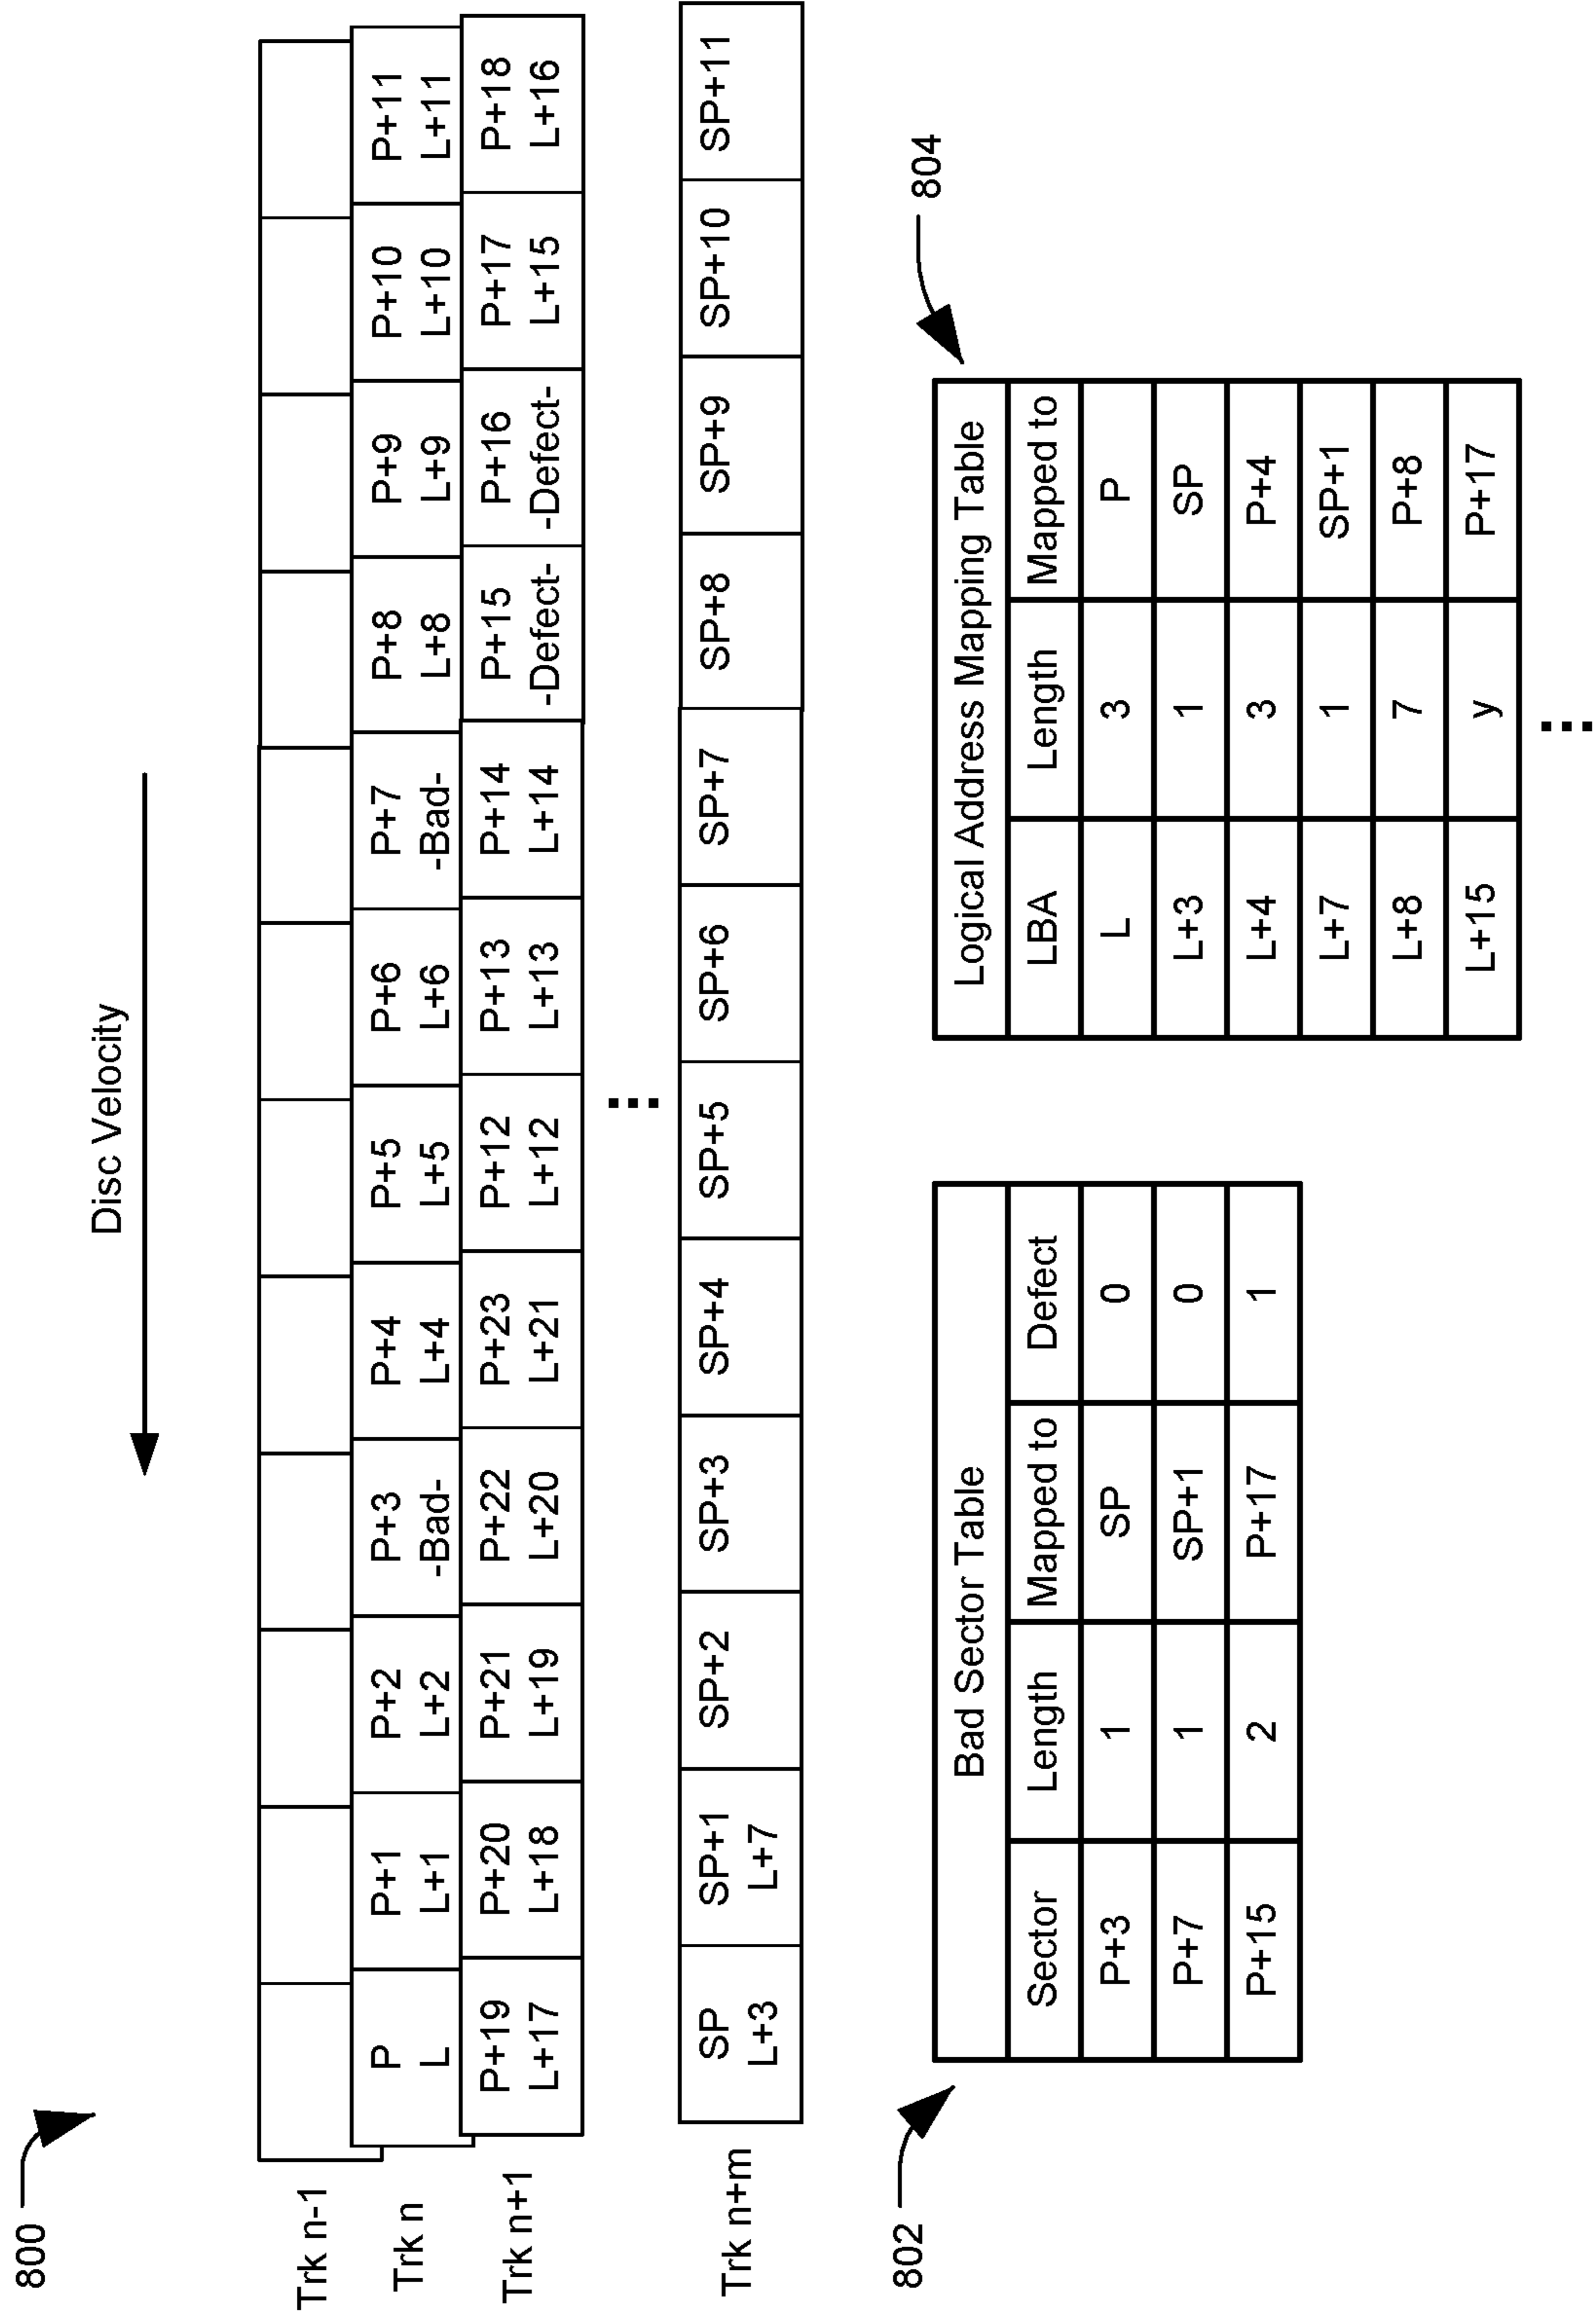 800
Disc Velocity
Trk n-1
Trk n
P P+1 P+2 P+3 P+4 P+5 P+6 P+7 P+8 P+9 P+10 P+11
L L+1 L+2 -Bad- L+4 L+5 L+6 -Bad- L+8 L+9 L+10 L+11
Trk n+1
P+19 P+20 P+21 P+22 P+23 P+12 P+13 P+14 P+15 P+16 P+17 P+18
L+17 L+18 L+19 L+20 L+21 L+12 L+13 L+14 -Defect- -Defect- L+15 L+16
⋮
Trk n+m
SP SP+1 SP+2 SP+3 SP+4 SP+5 SP+6 SP+7 SP+8 SP+9 SP+10 SP+11
L+3 L+7
802
Bad Sector Table
Sector Length Mapped to Defect
P+3 1 SP 0
P+7 1 SP+1 0
P+15 2 P+17 1
804
Logical Address Mapping Table
LBA Length Mapped to
L 3 P
L+3 1 SP
L+4 3 P+4
L+7 1 SP+1
L+8 7 P+8
L+15 y P+17
⋮